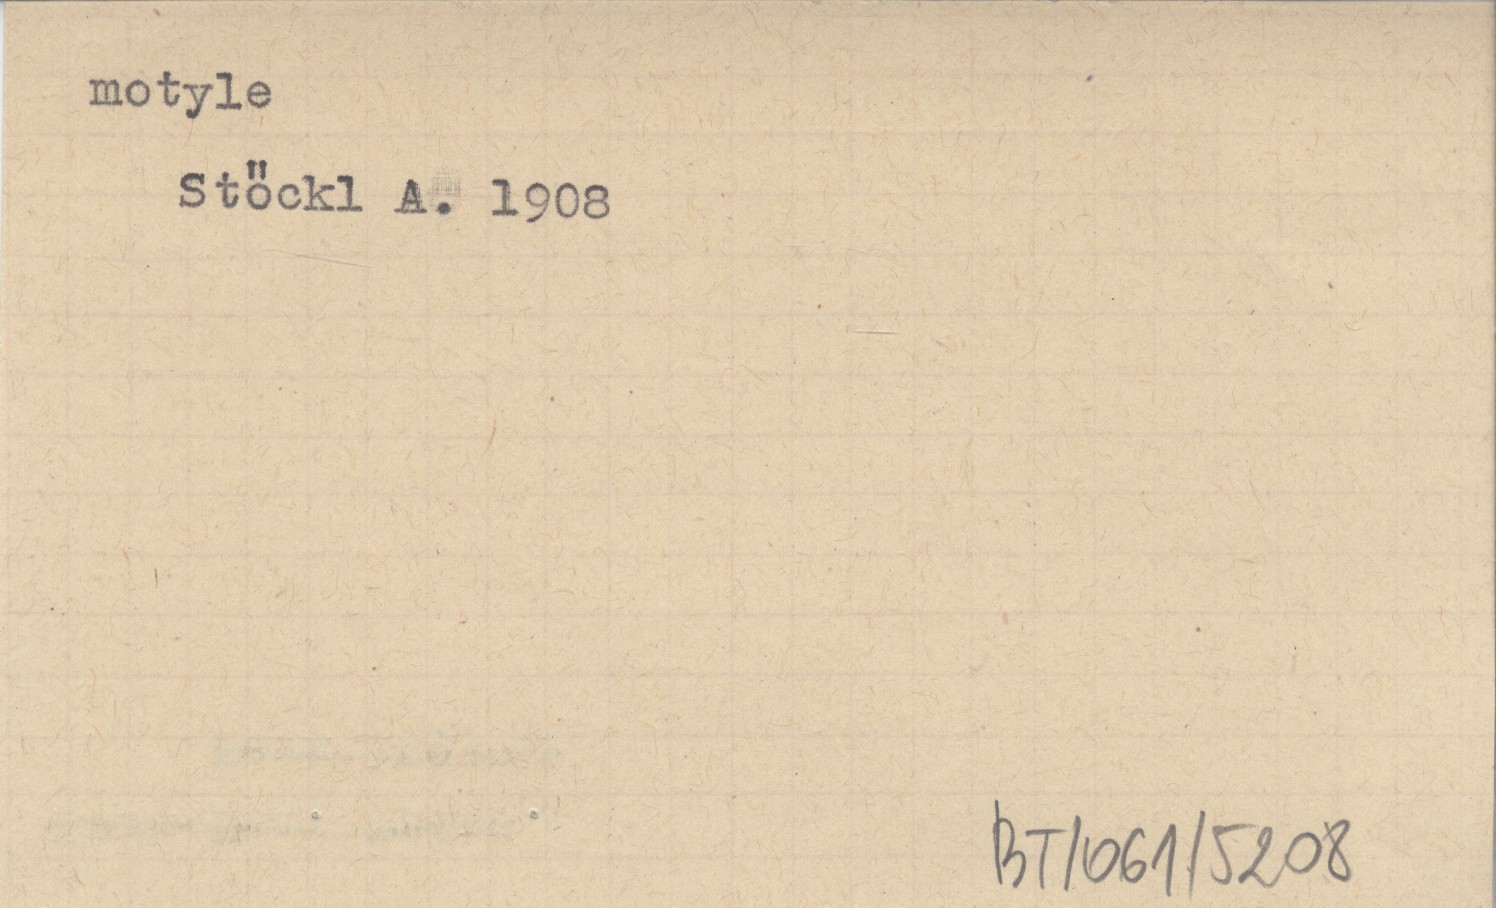 motyle
Stöckl A. 1908
BT/061/5208